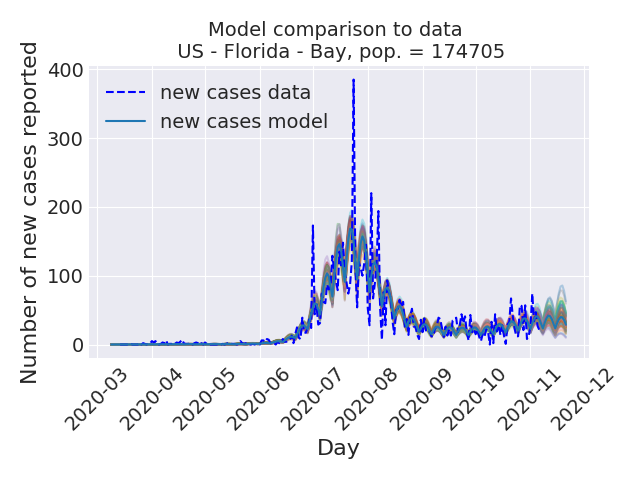 Model comparison to data
US - Florida - Bay, pop. = 174705
Number of new cases reported
400
300
200
100
0
new cases data
new cases model
2020-03
2020-04
2020-05
2020-06
2020-07
2020-08
2020-09
2020-10
2020-11
2020-12
Day